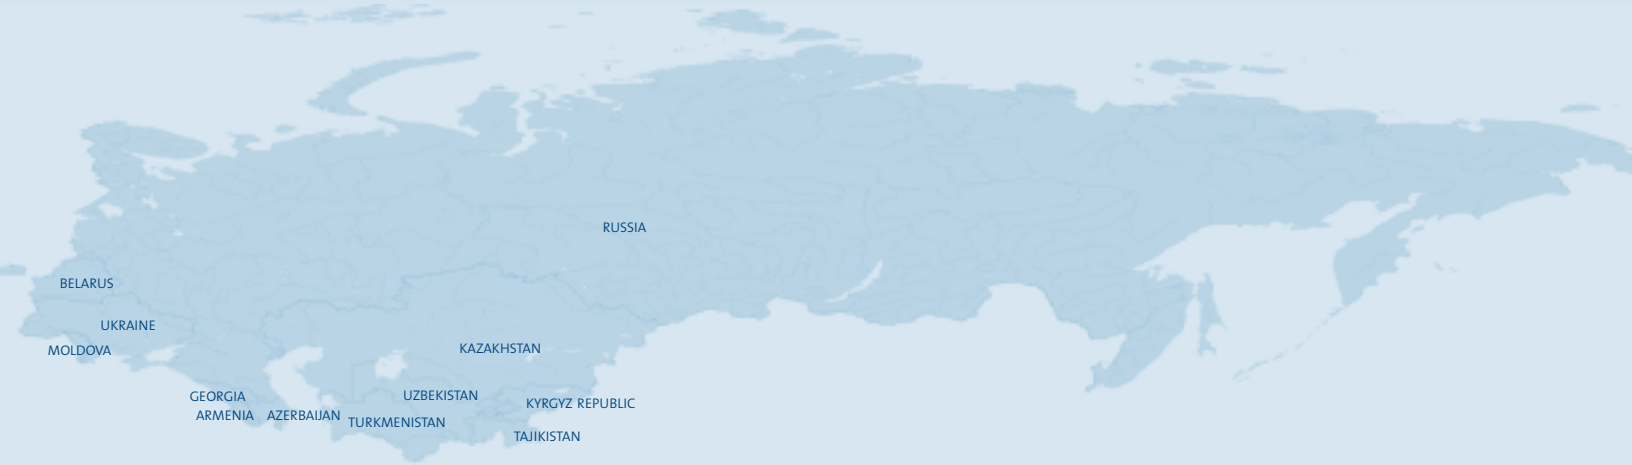 RUSSIA
BELARUS
UKRAINE
MOLDOVA
KAZAKHSTAN
GEORGIA
UZBEKISTAN
KYRGYZ REPUBLIC
ARMENIA
AZERBAIJAN
TURKMENISTAN
TAJIKISTAN